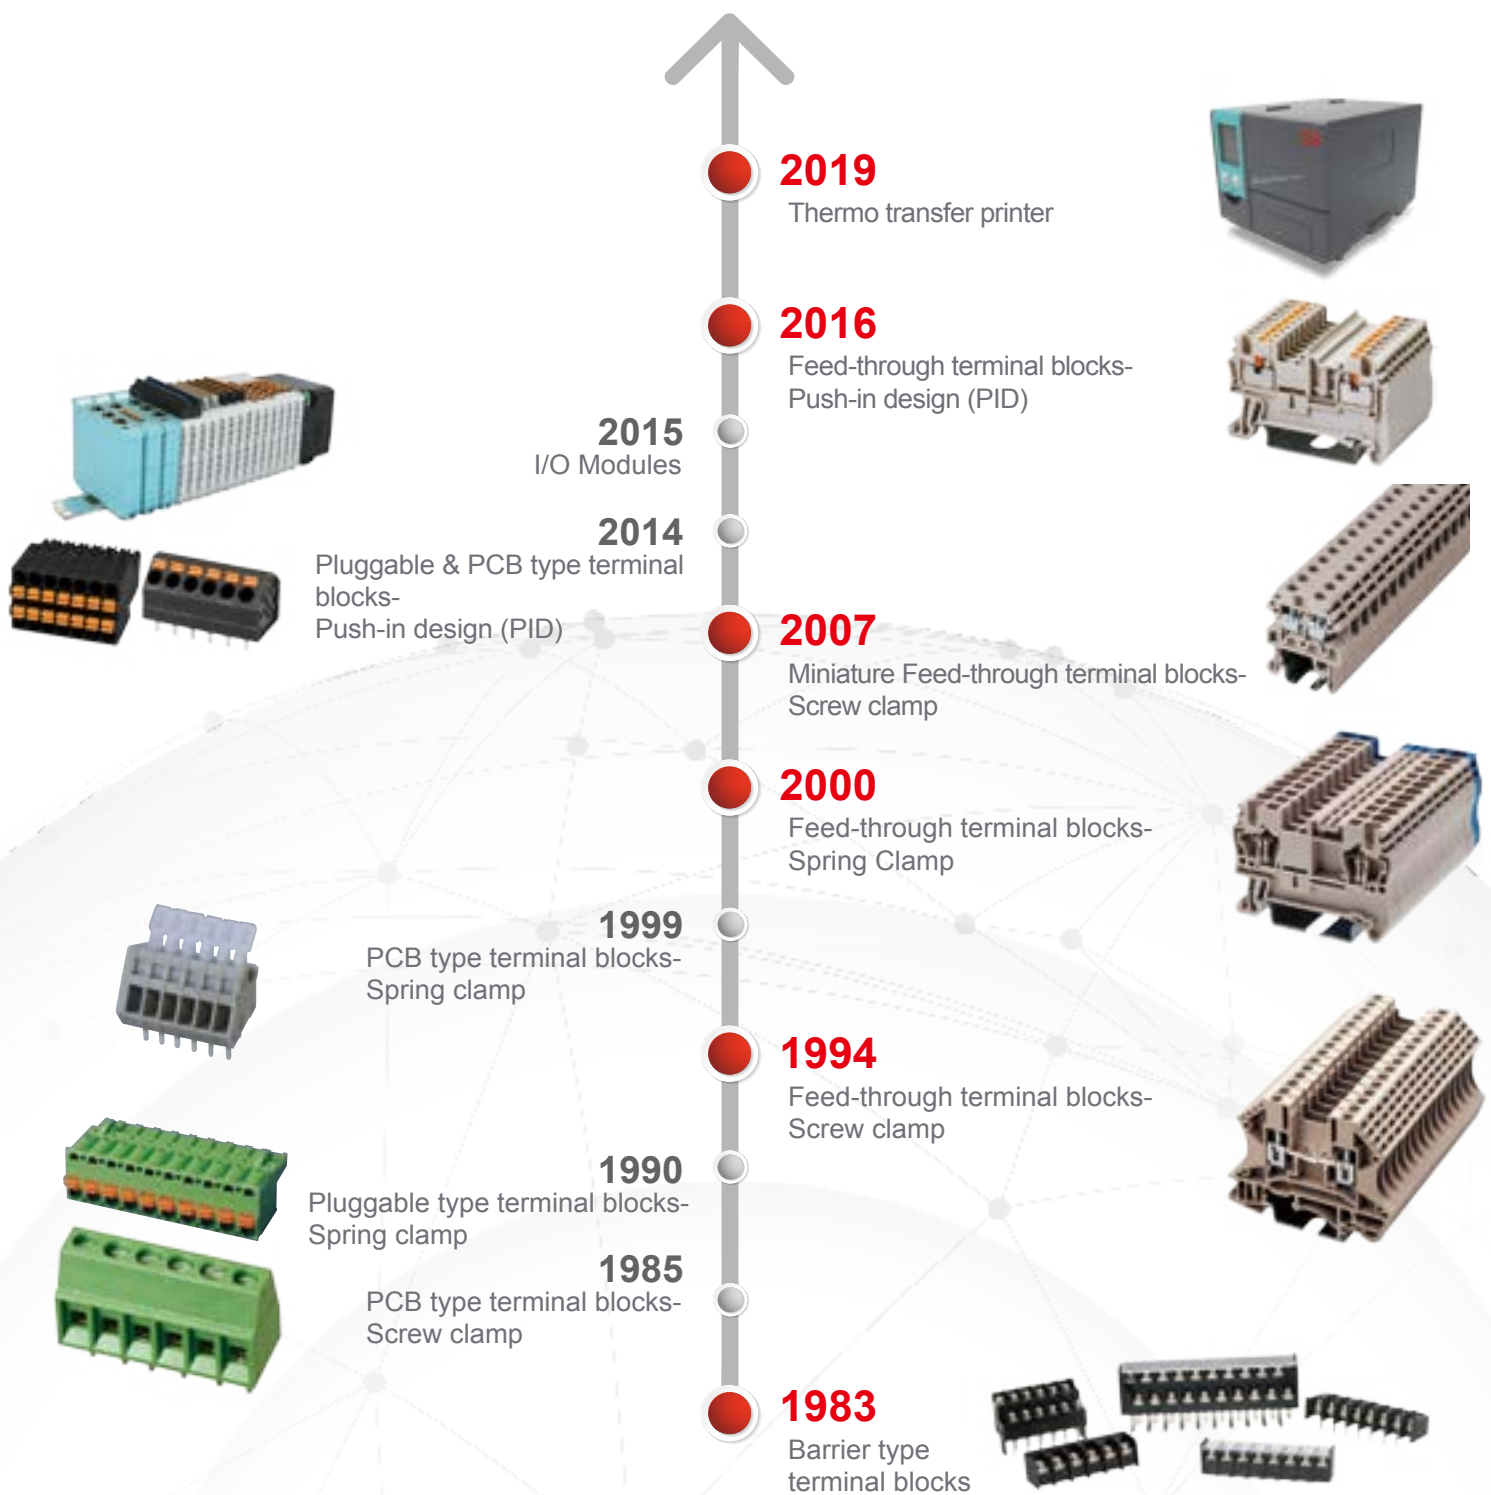 2019
Thermo transfer printer
2016
Feed-through terminal blocks-
Push-in design (PID)
2015
I/O Modules
2014
Pluggable & PCB type terminal
blocks-
Push-in design (PID)
2007
Miniature Feed-through terminal blocks-
Screw clamp
2000
Feed-through terminal blocks-
Spring Clamp
1999
PCB type terminal blocks-
Spring clamp
1994
Feed-through terminal blocks-
Screw clamp
1990
Pluggable type terminal blocks-
Spring clamp
1985
PCB type terminal blocks-
Screw clamp
1983
Barrier type
terminal blocks